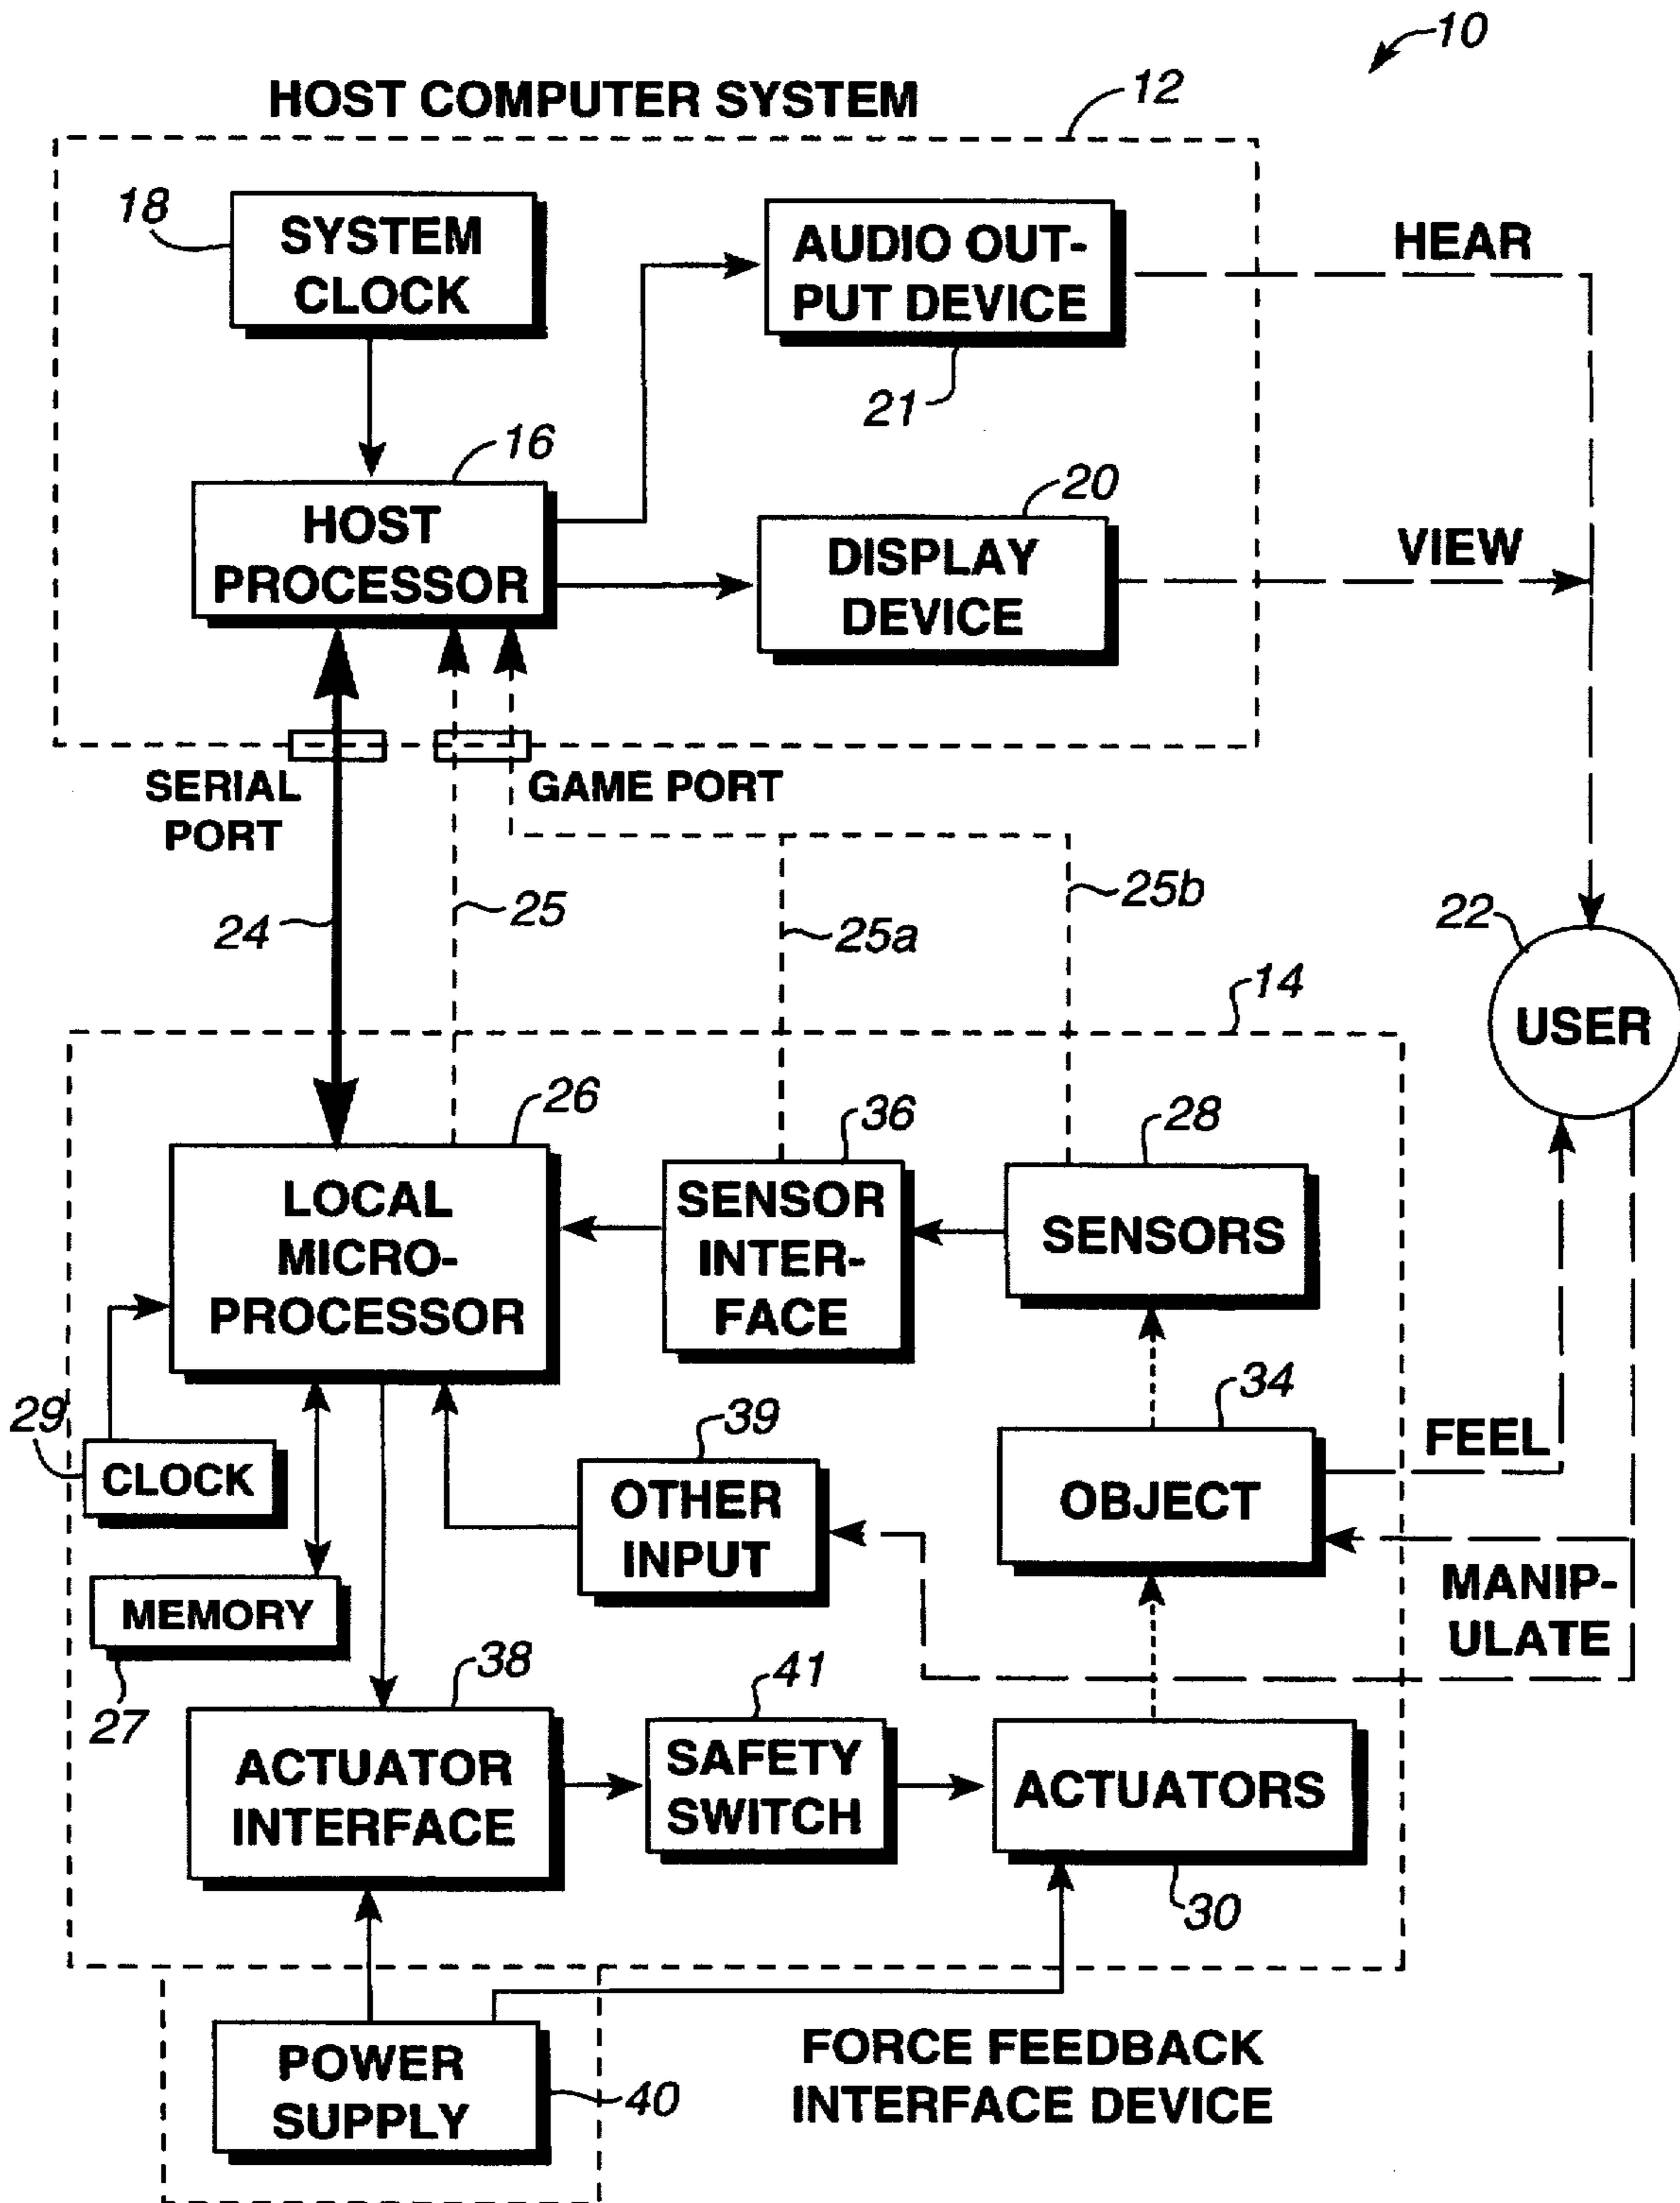 10
HOST COMPUTER SYSTEM
12
18
SYSTEM
CLOCK
AUDIO OUT-
PUT DEVICE
21
HEAR
16
HOST
PROCESSOR
20
DISPLAY
DEVICE
VIEW
SERIAL
PORT
GAME PORT
24
25
25a
25b
22
USER
14
26
LOCAL
MICRO-
PROCESSOR
36
SENSOR
INTER-
FACE
28
SENSORS
29
CLOCK
39
OTHER
INPUT
34
OBJECT
FEEL
MANIP-
ULATE
MEMORY
27
38
ACTUATOR
INTERFACE
41
SAFETY
SWITCH
ACTUATORS
30
POWER
SUPPLY
40
FORCE FEEDBACK
INTERFACE DEVICE